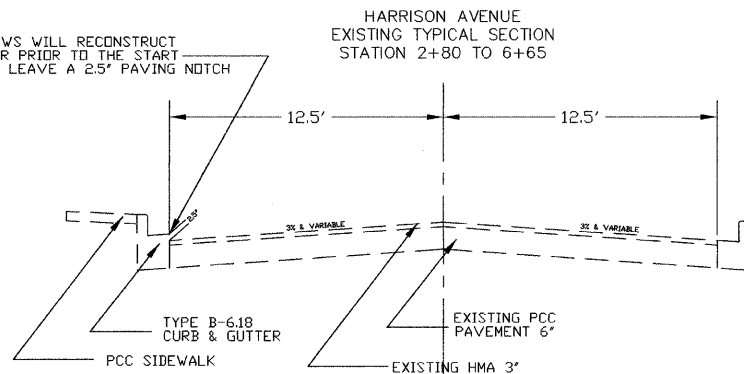 HARRISON AVENUE
EXISTING TYPICAL SECTION
STATION 2+80 TO 6+65
WS WILL RECONSTRUCT
R PRIOR TO THE START
LEAVE A 2.5" PAVING NOTCH
12.5'
12.5'
2.5"
3% & VARIABLE
3% & VARIABLE
TYPE B-6.18
CURB & GUTTER
EXISTING PCC
PAVEMENT 6"
PCC SIDEWALK
EXISTING HMA 3"